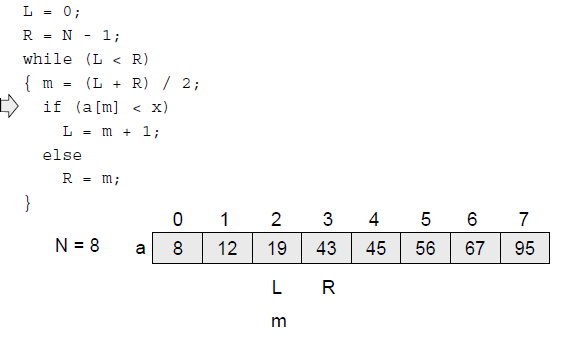 L = 0;
R = N - 1;
while (L < R)
{ m = (L + R) / 2;
if (a[m] < x)
L = m + 1;
else
R = m;
}
0 1 2 3 4 5 6 7
N = 8 a 8 12 19 43 45 56 67 95
L R
m